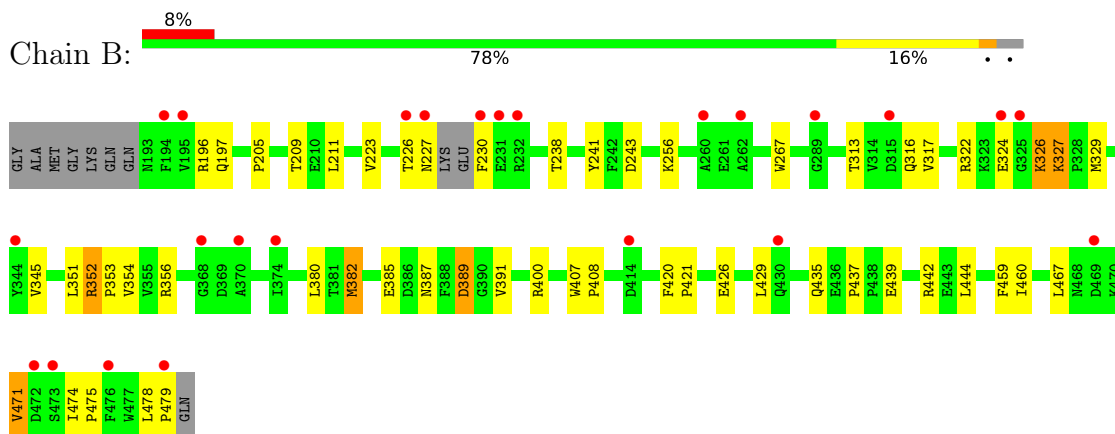 8%
Chain B:
78% 16% • •
GLY ALA MET GLY LYS GLN GLN N193 F194 V195 R196 Q197 P205 T209 E210 L211 V223 T226 N227 LYS GLU F230 E231 R232 T238 Y241 F242 D243 K256 A260 E261 A262 W267 G289 T313 V314 D315 Q316 V317 R322 K323 E324 G325 K326 K327 P328 M329
Y344 V345 L351 R352 P353 V354 V355 R356 G368 D369 A370 I374 L380 T381 M382 E385 D386 N387 F388 D389 G390 V391 R400 W407 P408 D414 F420 P421 E426 L429 Q430 Q435 E436 P437 P438 E439 R442 E443 L444 F459 I460 L467 N468 D469 K470
V471 D472 S473 I474 P475 F476 W477 L478 P479 GLN